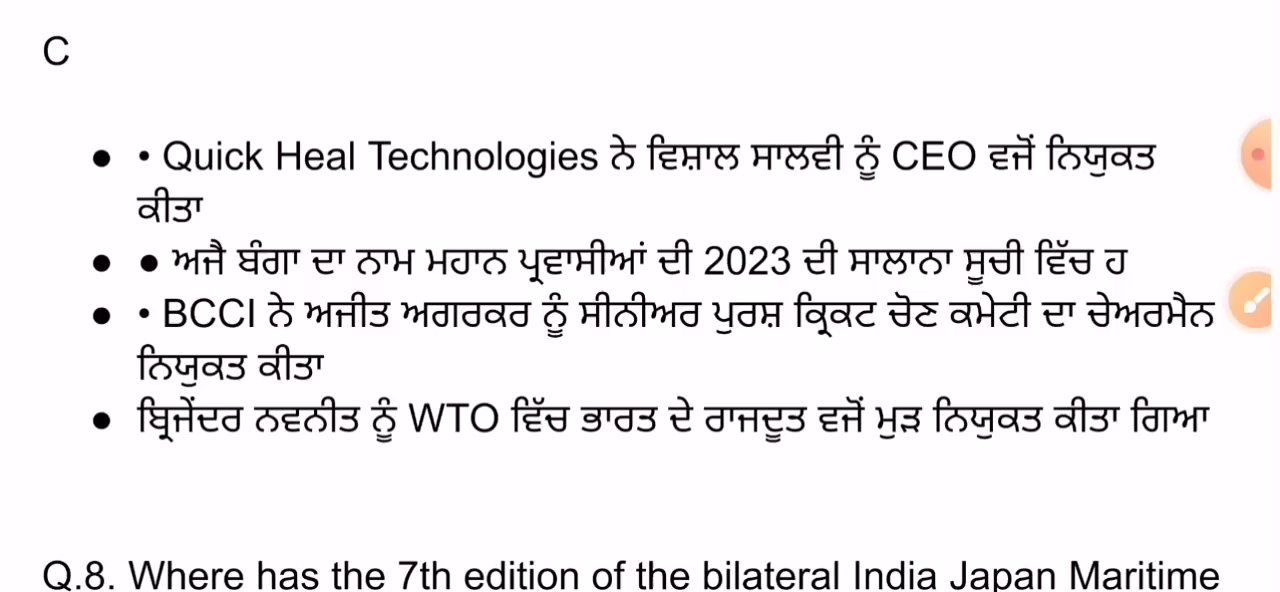 C
● • Quick Heal Technologies ਨੇ ਵਿਸ਼ਾਲ ਸਾਲਵੀ ਨੂੰ CEO ਵਜੋਂ ਨਿਯੁਕਤ
ਕੀਤਾ
● ● ਅਜੈ ਬੰਗਾ ਦਾ ਨਾਮ ਮਹਾਨ ਪ੍ਰਵਾਸੀਆਂ ਦੀ 2023 ਦੀ ਸਾਲਾਨਾ ਸੂਚੀ ਵਿੱਚ ਹ
● • BCCI ਨੇ ਅਜੀਤ ਅਗਰਕਰ ਨੂੰ ਸੀਨੀਅਰ ਪੁਰਸ਼ ਕ੍ਰਿਕਟ ਚੋਣ ਕਮੇਟੀ ਦਾ ਚੇਅਰਮੈਨ
ਨਿਯੁਕਤ ਕੀਤਾ
● ਬ੍ਰਿਜੇਂਦਰ ਨਵਨੀਤ ਨੂੰ WTO ਵਿੱਚ ਭਾਰਤ ਦੇ ਰਾਜਦੂਤ ਵਜੋਂ ਮੁੜ ਨਿਯੁਕਤ ਕੀਤਾ ਗਿਆ
Q.8. Where has the 7th edition of the bilateral India Japan Maritime